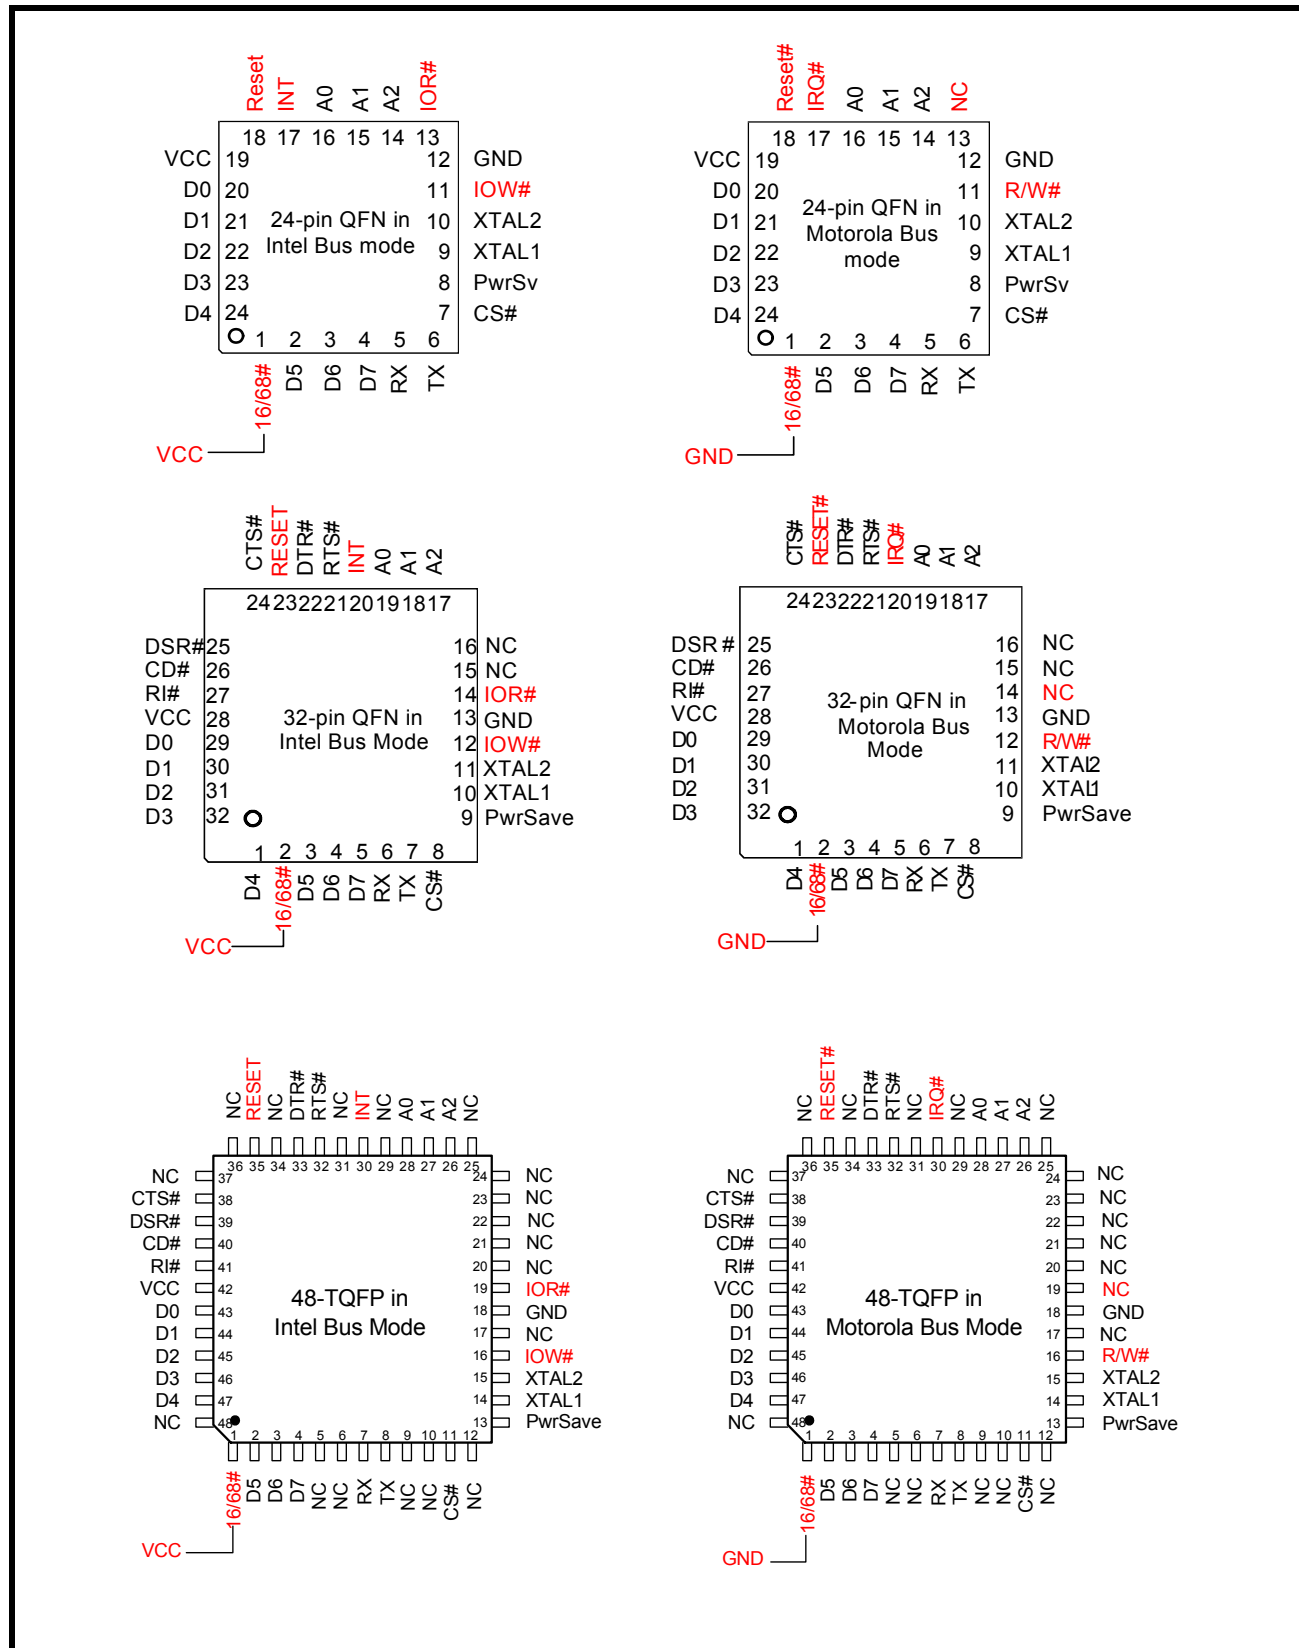 Reset INT A0 A1 A2 IOR#
18 17 16 15 14 13
VCC 19 12 GND
D0 20 11 IOW#
D1 21 24-pin QFN in 10 XTAL2
D2 22 Intel Bus mode 9 XTAL1
D3 23 8 PwrSv
D4 24 7 CS#
1 2 3 4 5 6
16/68# D5 D6 D7 RX TX
VCC
Reset# IRQ# A0 A1 A2 NC
18 17 16 15 14 13
VCC 19 12 GND
D0 20 11 R/W#
D1 21 24-pin QFN in 10 XTAL2
D2 22 Motorola Bus 9 XTAL1
D3 23 mode 8 PwrSv
D4 24 7 CS#
1 2 3 4 5 6
16/68# D5 D6 D7 RX TX
GND
CTS# RESET DTR# RTS# INT A0 A1 A2
24 23 22 21 20 19 18 17
DSR# 25 16 NC
CD# 26 15 NC
RI# 27 14 IOR#
VCC 28 32-pin QFN in 13 GND
D0 29 Intel Bus Mode 12 IOW#
D1 30 11 XTAL2
D2 31 10 XTAL1
D3 32 9 PwrSave
1 2 3 4 5 6 7 8
D4 16/68# D5 D6 D7 RX TX CS#
VCC
CTS# RESET# DTR# RTS# IRQ# A0 A1 A2
24 23 22 21 20 19 18 17
DSR # 25 16 NC
CD# 26 15 NC
RI# 27 14 NC
VCC 28 32-pin QFN in 13 GND
D0 29 Motorola Bus 12 R/W#
D1 30 Mode 11 XTAL2
D2 31 10 XTAL1
D3 32 9 PwrSave
1 2 3 4 5 6 7 8
D4 16/68# D5 D6 D7 RX TX CS#
GND
NC RESET NC DTR# RTS# NC INT NC A0 A1 A2 NC
36 35 34 33 32 31 30 29 28 27 26 25
NC 37 24 NC
CTS# 38 23 NC
DSR# 39 22 NC
CD# 40 21 NC
RI# 41 20 NC
VCC 42 19 IOR#
D0 43 48-TQFP in 18 GND
D1 44 Intel Bus Mode 17 NC
D2 45 16 IOW#
D3 46 15 XTAL2
D4 47 14 XTAL1
NC 48 13 PwrSave
1 2 3 4 5 6 7 8 9 10 11 12
16/68# D5 D6 D7 NC NC RX TX NC NC CS# NC
VCC
NC RESET# NC DTR# RTS# NC IRQ# NC A0 A1 A2 NC
36 35 34 33 32 31 30 29 28 27 26 25
NC 37 24 NC
CTS# 38 23 NC
DSR# 39 22 NC
CD# 40 21 NC
RI# 41 20 NC
VCC 42 19 NC
D0 43 48-TQFP in 18 GND
D1 44 Motorola Bus Mode 17 NC
D2 45 16 R/W#
D3 46 15 XTAL2
D4 47 14 XTAL1
NC 48 13 PwrSave
1 2 3 4 5 6 7 8 9 10 11 12
16/68# D5 D6 D7 NC NC RX TX NC NC CS# NC
GND